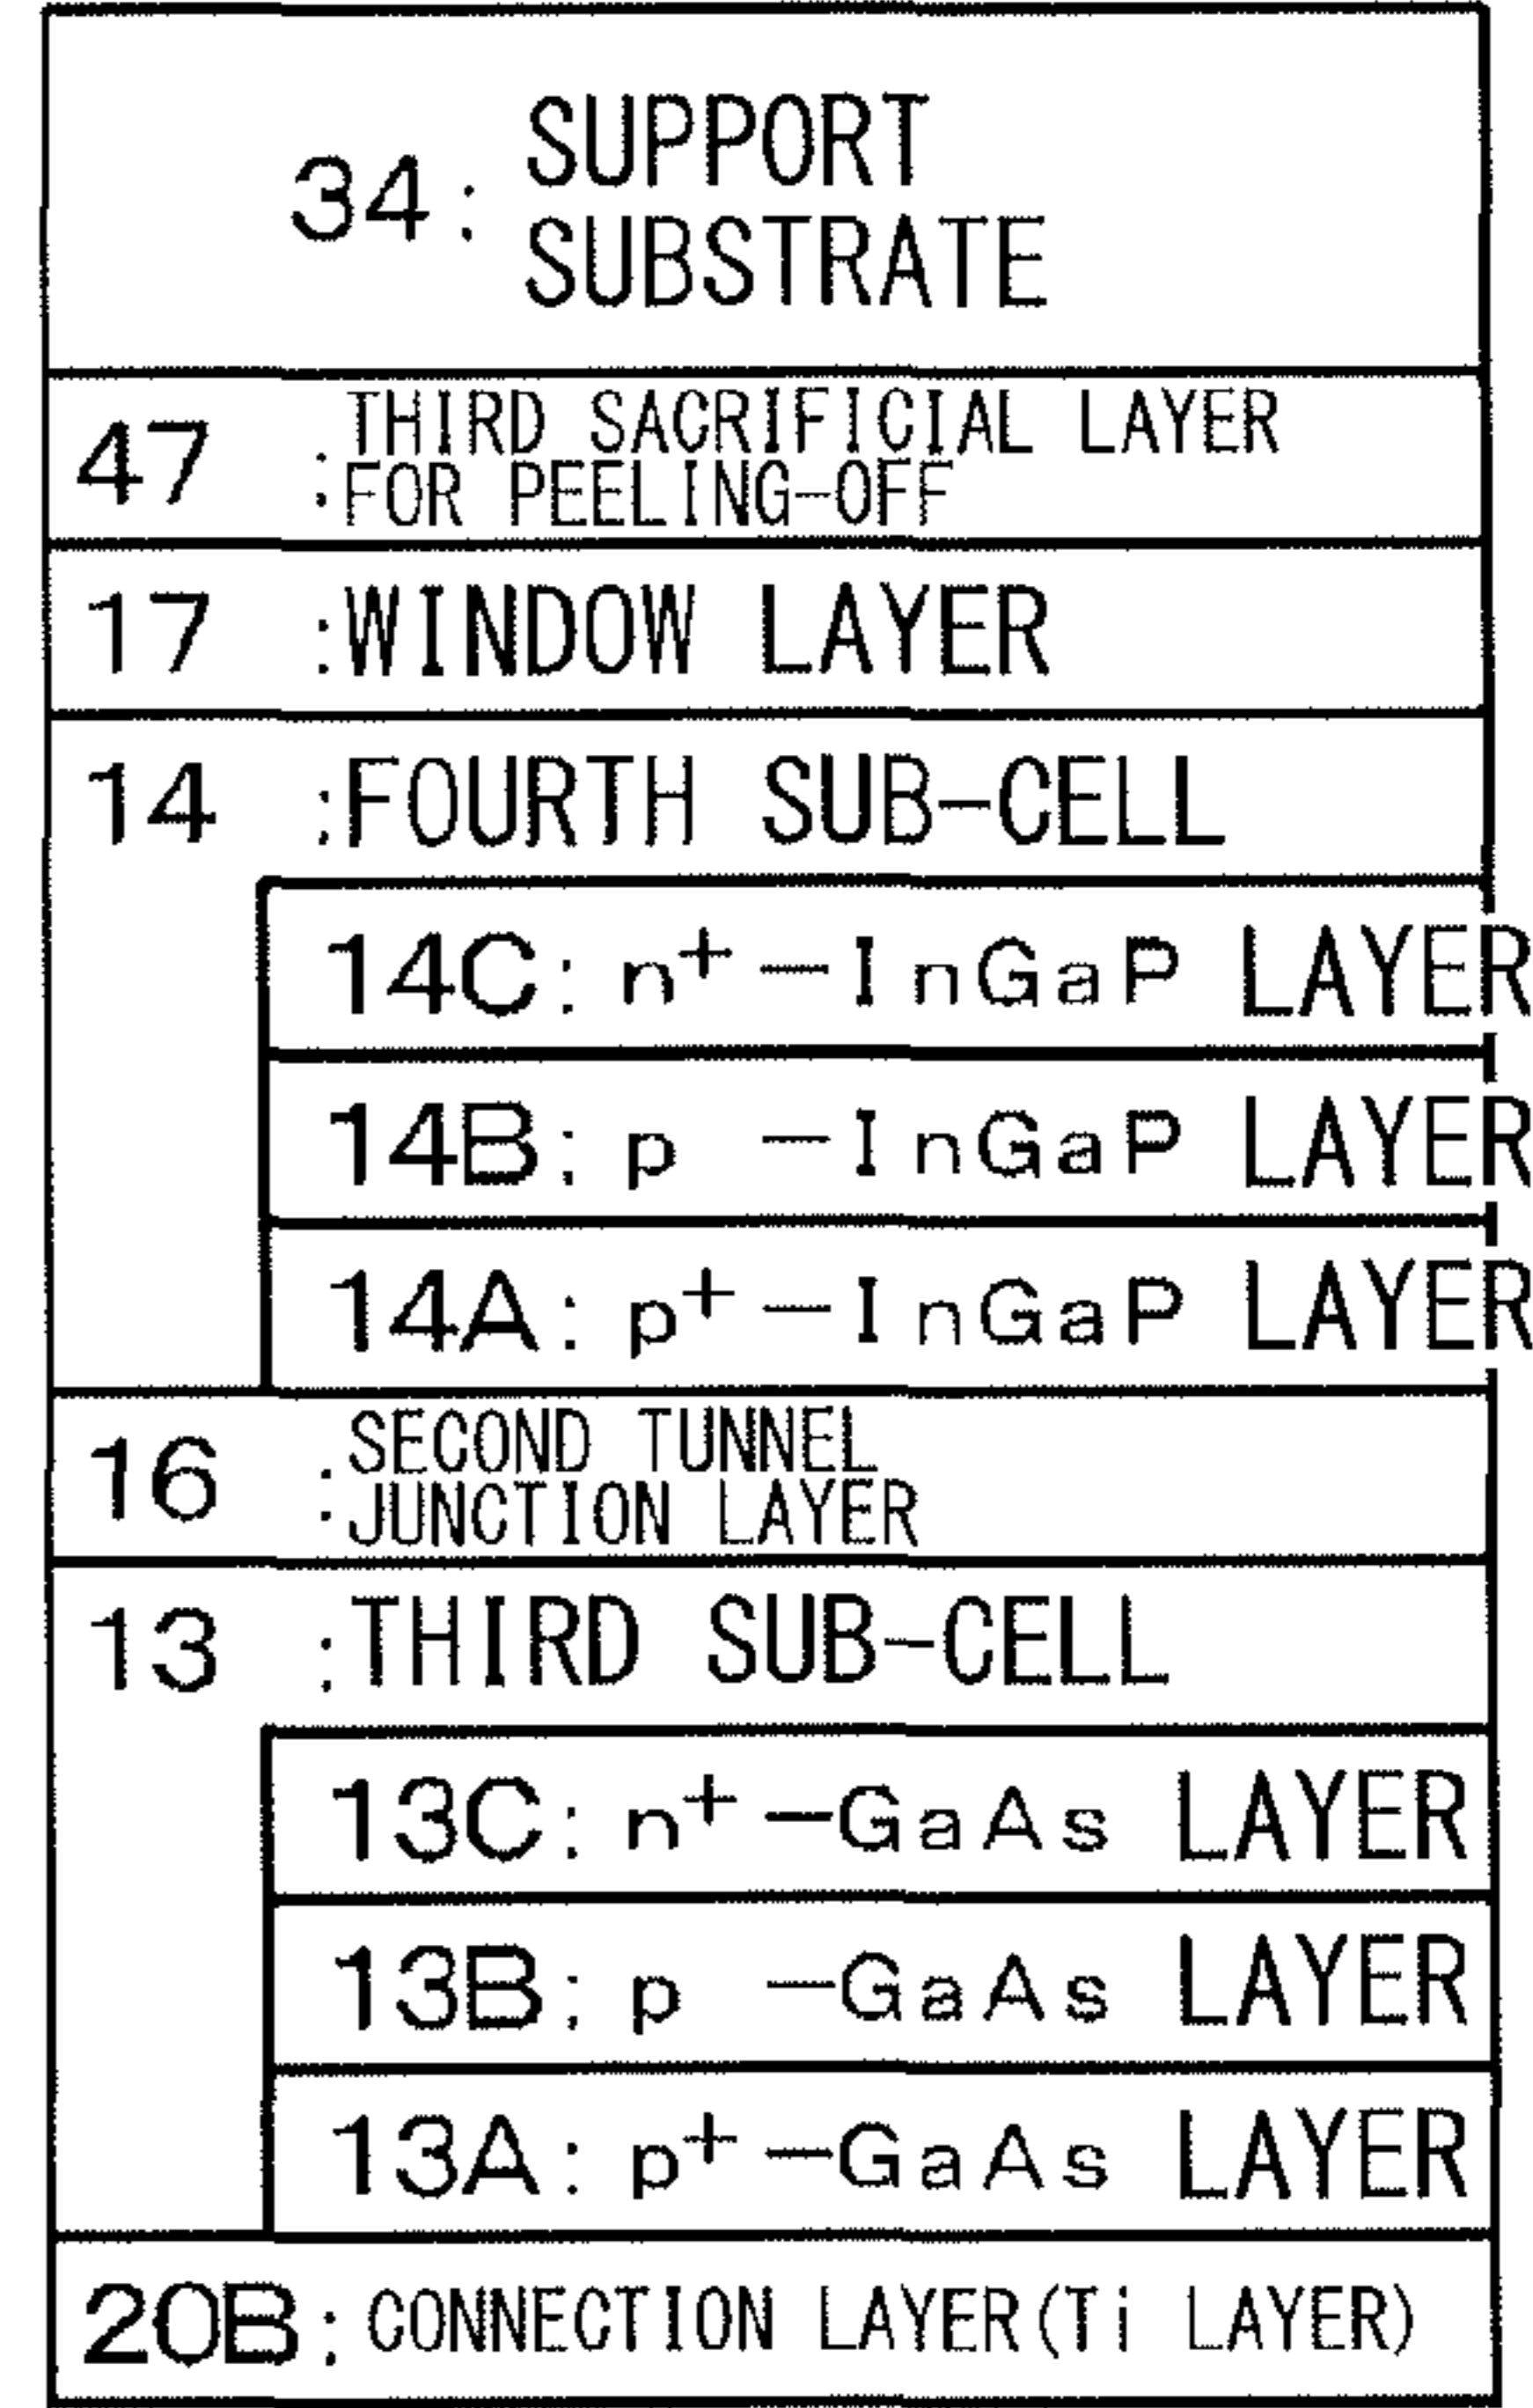 34: SUPPORT
SUBSTRATE
47 : THIRD SACRIFICIAL LAYER
FOR PEELING-OFF
17 :WINDOW LAYER
14 :FOURTH SUB-CELL
14C: n⁺-InGaP LAYER
14B: p -InGaP LAYER
14A: p⁺-InGaP LAYER
16 : SECOND TUNNEL
JUNCTION LAYER
13 :THIRD SUB-CELL
13C: n⁺-GaAs LAYER
13B: p -GaAs LAYER
13A: p⁺-GaAs LAYER
20B: CONNECTION LAYER(Ti LAYER)